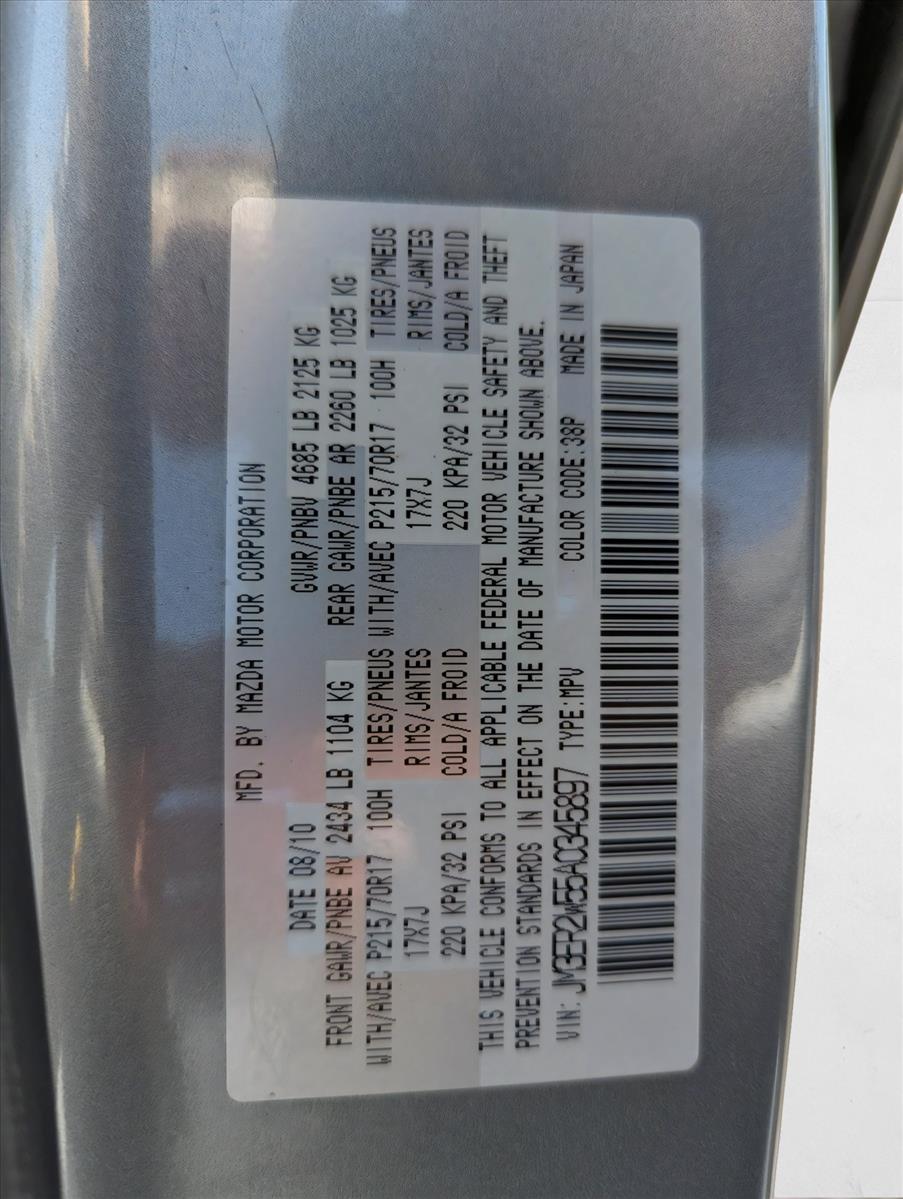 MFD. BY MAZDA MOTOR CORPORATION
DATE 08/10 GVWR/PNBV 4685 LB 2125 KG
FRONT GAWR/PNBE AV 2434 LB 1104 KG REAR GAWR/PNBE AR 2260 LB 1025 KG
WITH/AVEC P215/70R17 100H TIRES/PNEUS WITH/AVEC P215/70R17 100H TIRES/PNEUS
17X7J RIMS/JANTES 17X7J RIMS/JANTES
220 KPA/32 PSI COLD/A FROID 220 KPA/32 PSI COLD/A FROID
THIS VEHICLE CONFORMS TO ALL APPLICABLE FEDERAL MOTOR VEHICLE SAFETY AND THEFT
PREVENTION STANDARDS IN EFFECT ON THE DATE OF MANUFACTURE SHOWN ABOVE.
VIN: JM3ER2W55A0345897 TYPE:MPV COLOR CODE:38P MADE IN JAPAN